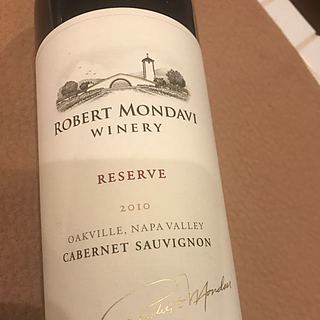 ROBERT MONDAVI
WINERY
RESERVE
2010
OAKVILLE, NAPA VALLEY
CABERNET SAUVIGNON